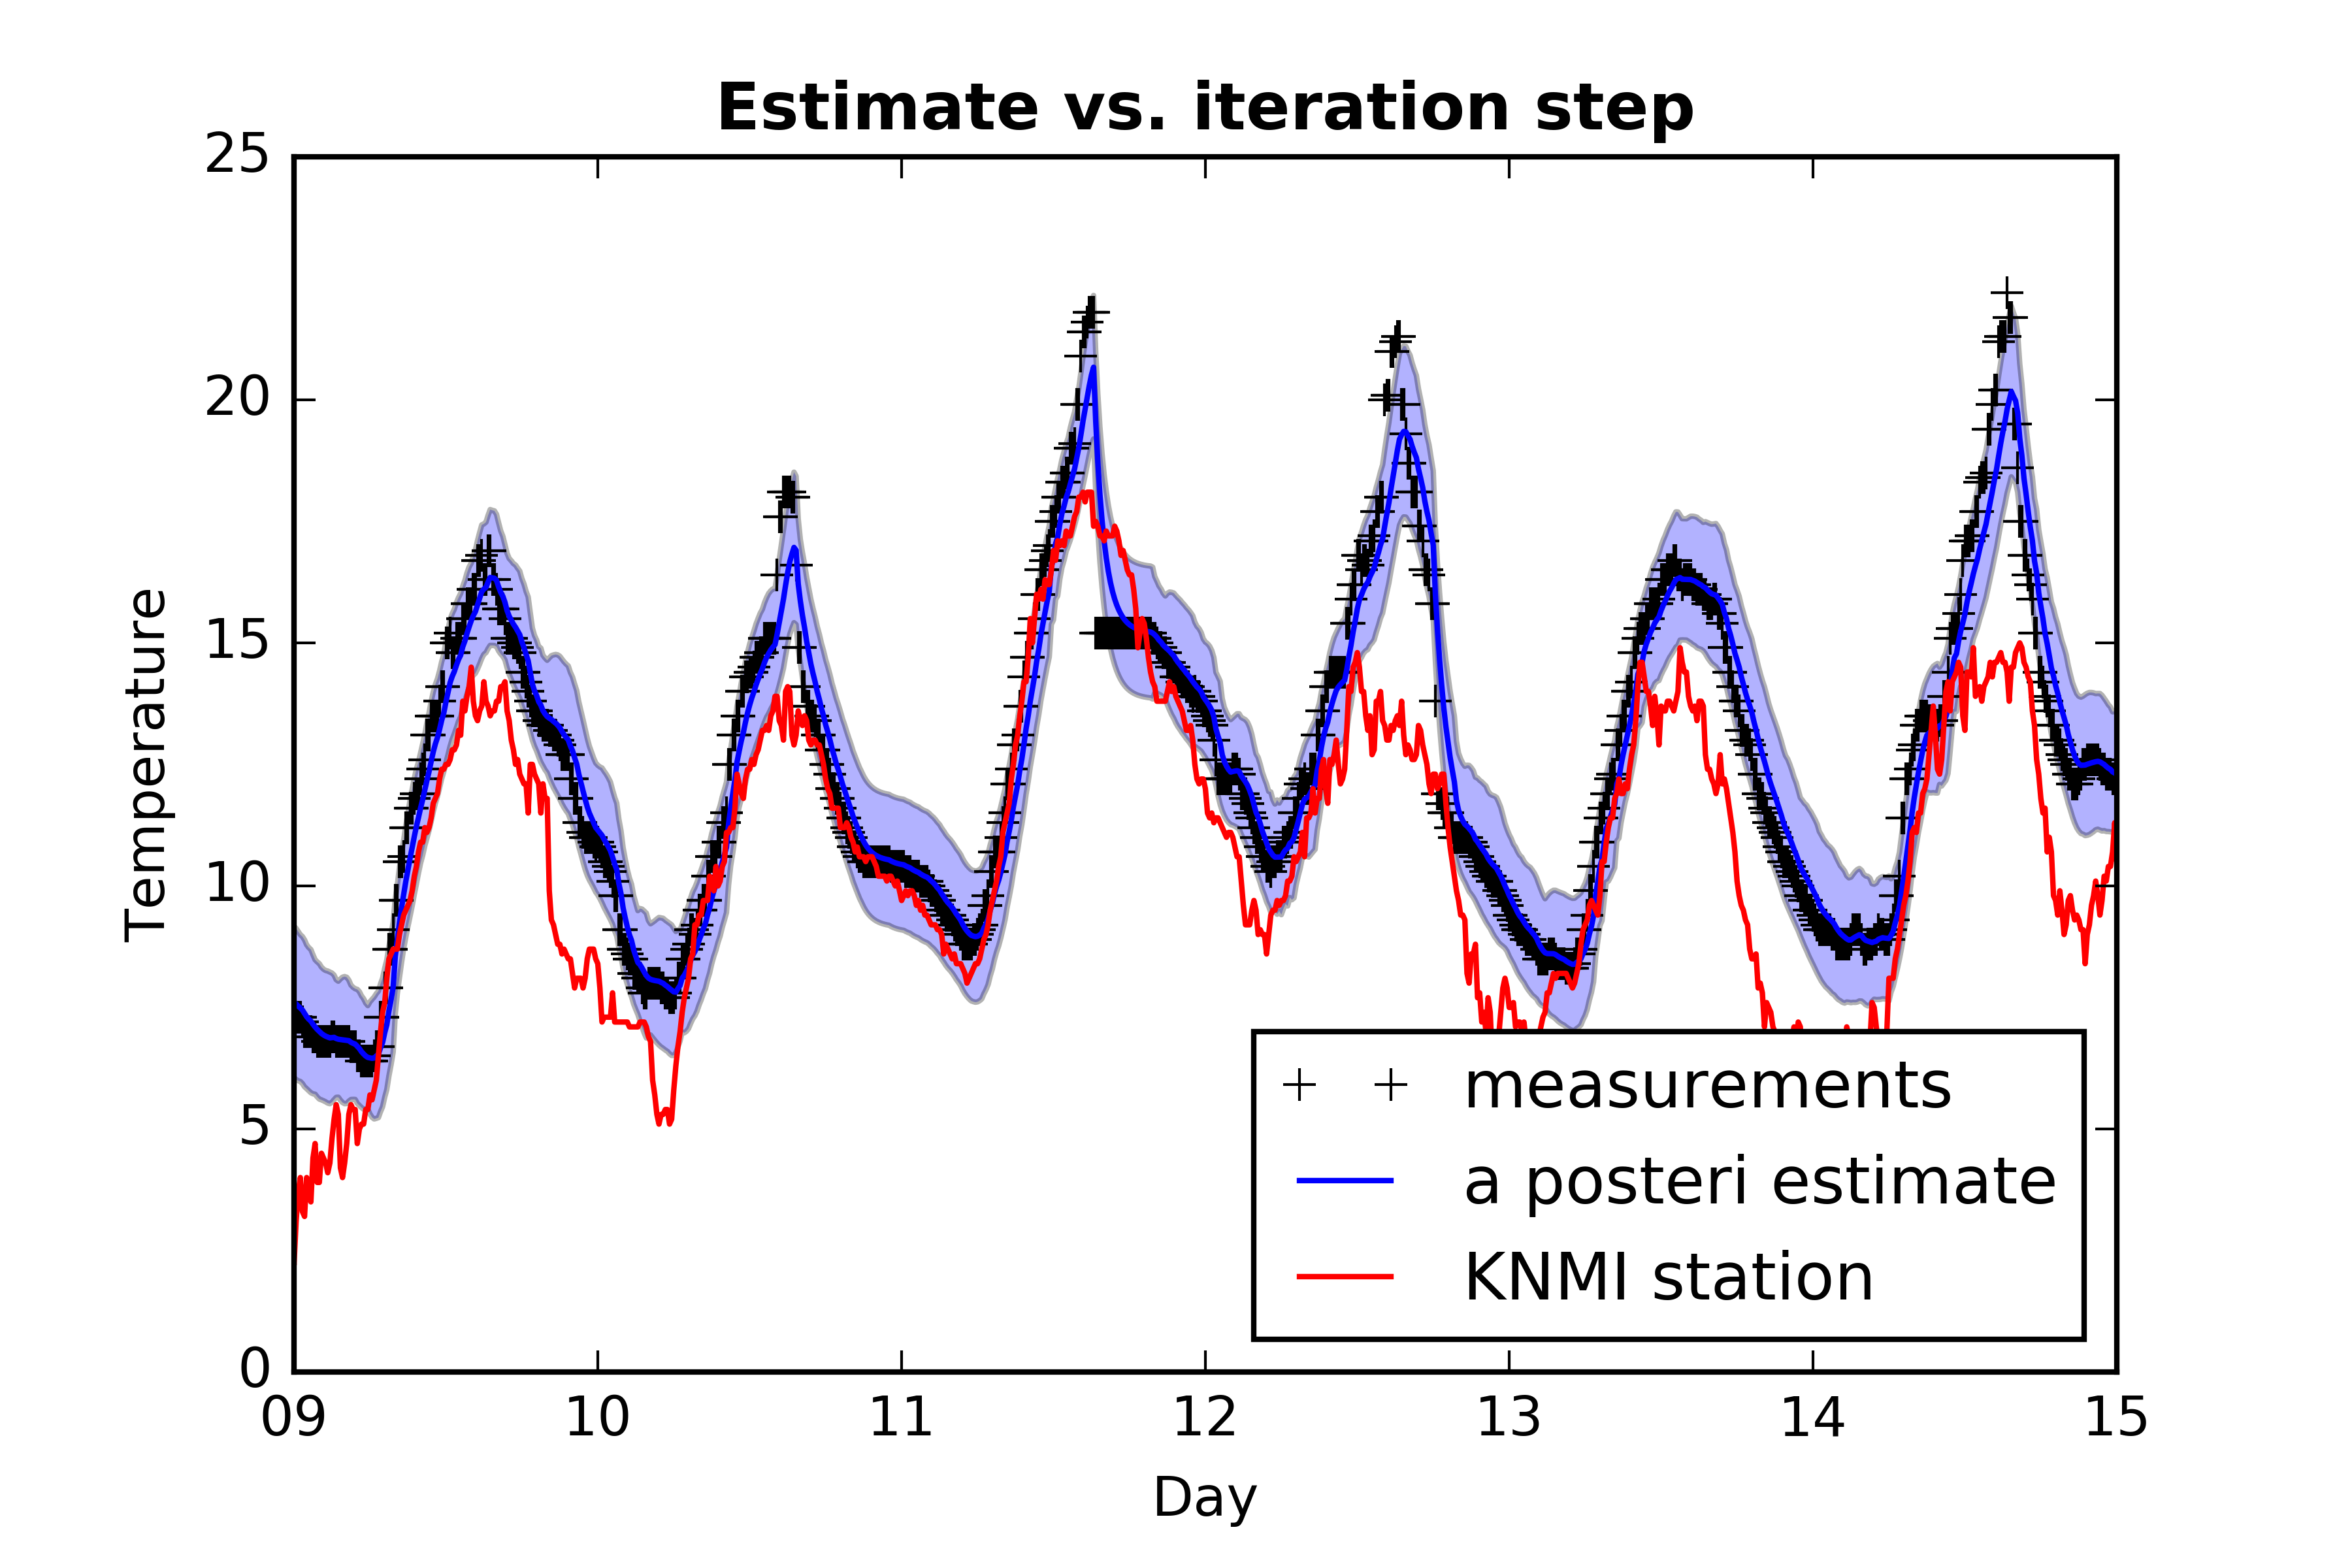 Estimate vs. iteration step
25
20
15
10
5
0
Temperature
09 10 11 12 13 14 15
Day
measurements
a posteri estimate
KNMI station